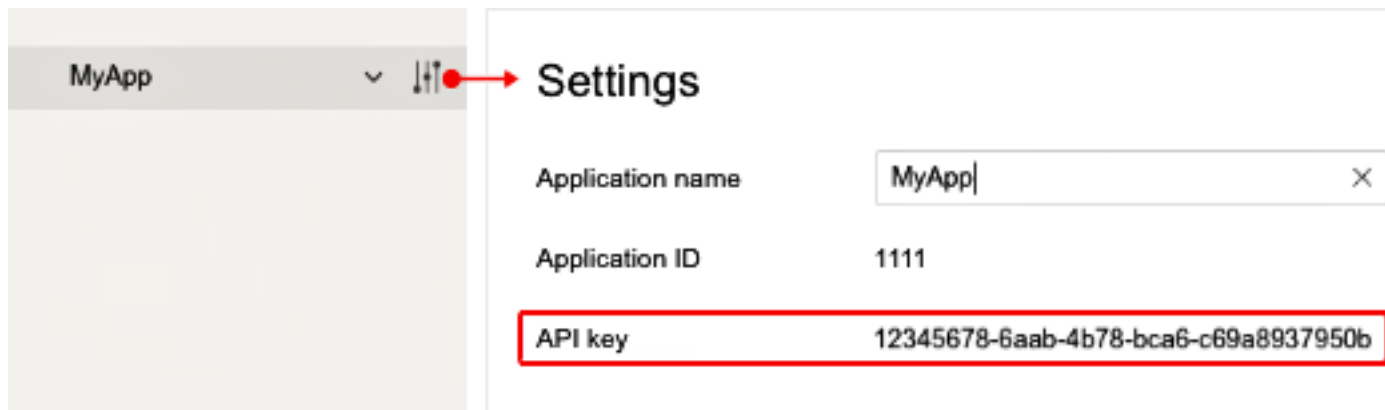 MyApp
Settings
Application name
MyApp
Application ID
1111
API key
12345678-6aab-4b78-bca6-c69a8937950b